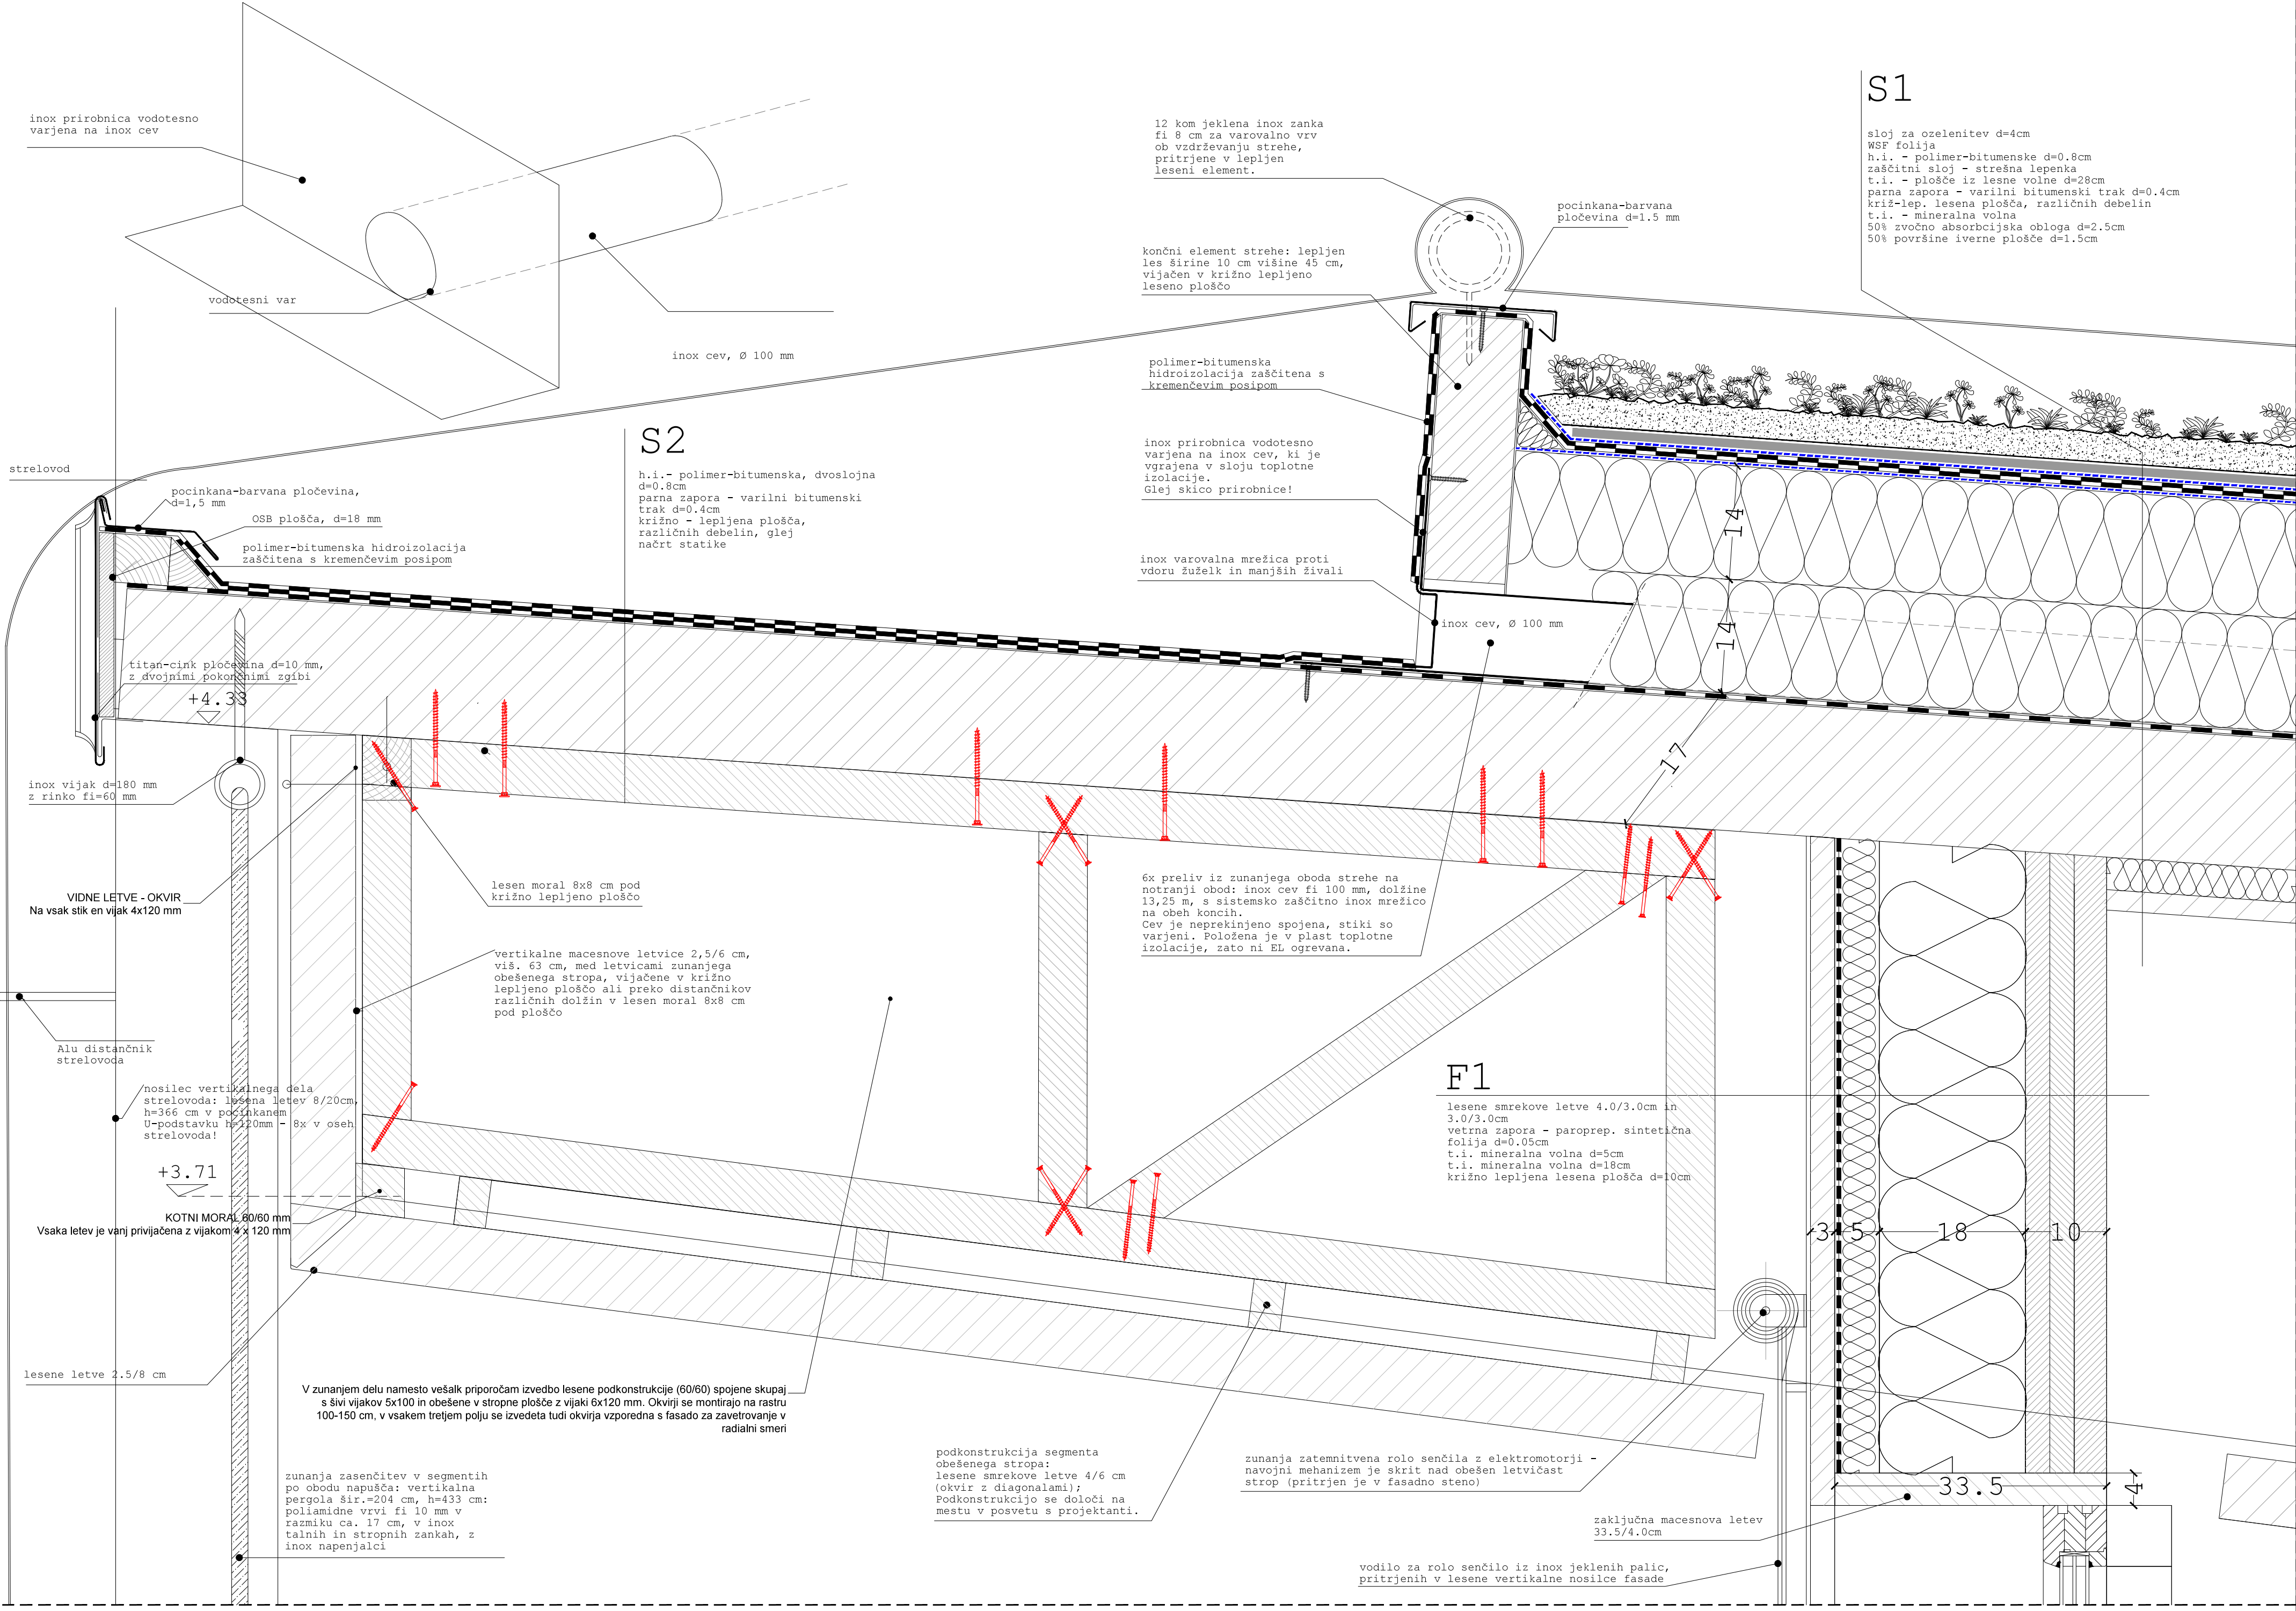 inox prirobnica vodotesno
varjena na inox cev
vodotesni var
inox cev, Ø 100 mm
12 kom jeklena inox zanka
fi 8 cm za varovalno vrv
ob vzdrževanju strehe,
pritrjene v lepljen
leseni element.
pocinkana-barvana
pločevina d=1.5 mm
končni element strehe: lepljen
les širine 10 cm višine 45 cm,
vijačen v križno lepljeno
leseno ploščo
polimer-bitumenska
hidroizolacija zaščitena s
kremenčevim posipom
inox prirobnica vodotesno
varjena na inox cev, ki je
vgrajena v sloju toplotne
izolacije.
Glej skico prirobnice!
inox varovalna mrežica proti
vdoru žuželk in manjših živali
inox cev, Ø 100 mm
S1
sloj za ozelenitev d=4cm
WSF folija
h.i. - polimer-bitumenske d=0.8cm
zaščitni sloj - strešna lepenka
t.i. - plošče iz lesne volne d=28cm
parna zapora - varilni bitumenski trak d=0.4cm
križ-lep. lesena plošča, različnih debelin
t.i. - mineralna volna
50% zvočno absorbcijska obloga d=2.5cm
50% površine iverne plošče d=1.5cm
S2
h.i.- polimer-bitumenska, dvoslojna
d=0.8cm
parna zapora - varilni bitumenski
trak d=0.4cm
križno - lepljena plošča,
različnih debelin, glej
načrt statike
strelovod
pocinkana-barvana pločevina,
d=1,5 mm
OSB plošča, d=18 mm
polimer-bitumenska hidroizolacija
zaščitena s kremenčevim posipom
titan-cink pločevina d=10 mm,
z dvojnimi pokončnimi zgibi
+4.33
inox vijak d=180 mm
z rinko fi=60 mm
14
14
17
VIDNE LETVE - OKVIR
Na vsak stik en vijak 4x120 mm
lesen moral 8x8 cm pod
križno lepljeno ploščo
vertikalne macesnove letvice 2,5/6 cm,
viš. 63 cm, med letvicami zunanjega
obešenega stropa, vijačene v križno
lepljeno ploščo ali preko distančnikov
različnih dolžin v lesen moral 8x8 cm
pod ploščo
6x preliv iz zunanjega oboda strehe na
notranji obod: inox cev fi 100 mm, dolžine
13,25 m, s sistemsko zaščitno inox mrežico
na obeh koncih.
Cev je neprekinjeno spojena, stiki so
varjeni. Položena je v plast toplotne
izolacije, zato ni EL ogrevana.
Alu distančnik
strelovoda
nosilec vertikalnega dela
strelovoda: lesena letev 8/20cm,
h=366 cm v pocinkanem
U-podstavku h=120mm - 8x v oseh
strelovoda!
+3.71
KOTNI MORAL 60/60 mm
Vsaka letev je vanj privijačena z vijakom 4 x 120 mm
F1
lesene smrekove letve 4.0/3.0cm in
3.0/3.0cm
vetrna zapora - paroprep. sintetična
folija d=0.05cm
t.i. mineralna volna d=5cm
t.i. mineralna volna d=18cm
križno lepljena lesena plošča d=10cm
3 5 18 10
lesene letve 2.5/8 cm
V zunanjem delu namesto vešalk priporočam izvedbo lesene podkonstrukcije (60/60) spojene skupaj
s šivi vijakov 5x100 in obešene v stropne plošče z vijaki 6x120 mm. Okvirji se montirajo na rastru
100-150 cm, v vsakem tretjem polju se izvedeta tudi okvirja vzporedna s fasado za zavetrovanje v
radialni smeri
zunanja zasenčitev v segmentih
po obodu napušča: vertikalna
pergola šir.=204 cm, h=433 cm:
poliamidne vrvi fi 10 mm v
razmiku ca. 17 cm, v inox
talnih in stropnih zankah, z
inox napenjalci
podkonstrukcija segmenta
obešenega stropa:
lesene smrekove letve 4/6 cm
(okvir z diagonalami);
Podkonstrukcijo se določi na
mestu v posvetu s projektanti.
zunanja zatemnitvena rolo senčila z elektromotorji -
navojni mehanizem je skrit nad obešen letvičast
strop (pritrjen je v fasadno steno)
33.5
4
zaključna macesnova letev
33.5/4.0cm
vodilo za rolo senčilo iz inox jeklenih palic,
pritrjenih v lesene vertikalne nosilce fasade